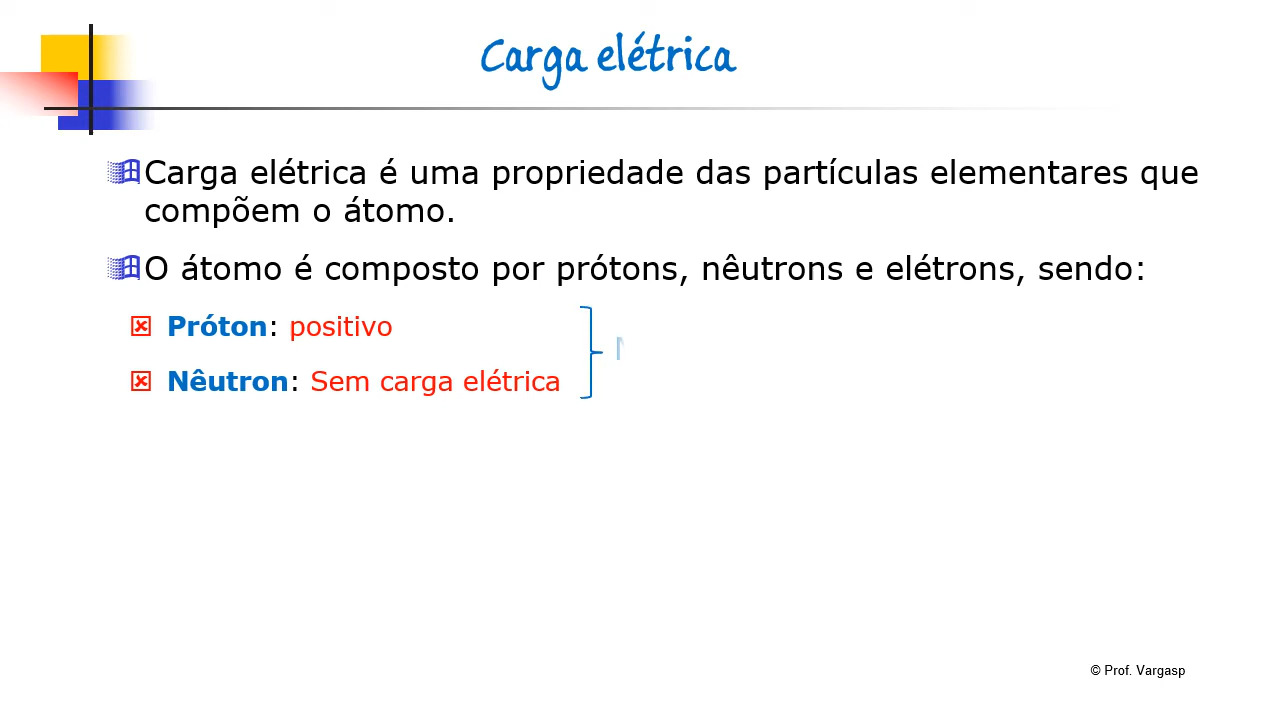 Carga elétrica
Carga elétrica é uma propriedade das partículas elementares que
compõem o átomo.
O átomo é composto por prótons, nêutrons e elétrons, sendo:
Próton: positivo
Nêutron: Sem carga elétrica
© Prof. Vargasp